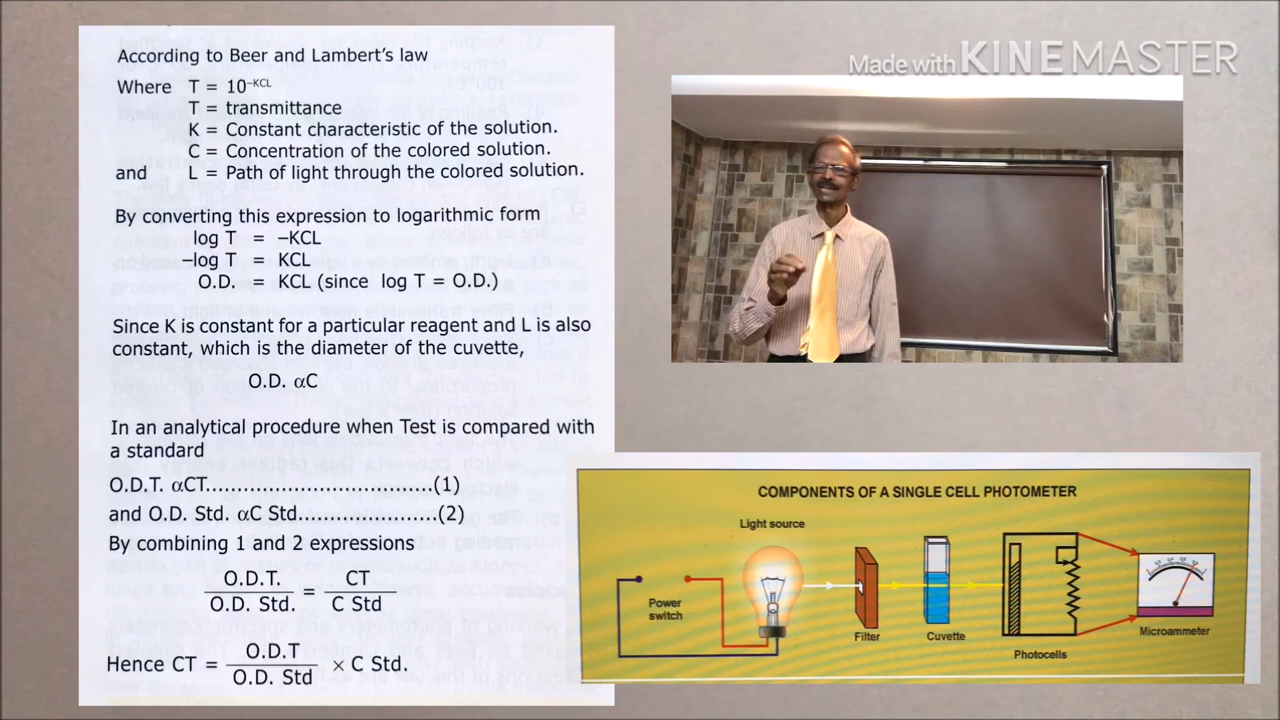 According to Beer and Lambert's law
Where T = 10⁻ᴷᶜᴸ
T = transmittance
K = Constant characteristic of the solution.
C = Concentration of the colored solution.
and L = Path of light through the colored solution.
By converting this expression to logarithmic form
log T = –KCL
–log T = KCL
O.D. = KCL (since log T = O.D.)
Since K is constant for a particular reagent and L is also
constant, which is the diameter of the cuvette,
O.D. αC
In an analytical procedure when Test is compared with
a standard
O.D.T. αCT....................................(1)
and O.D. Std. αC Std....................(2)
By combining 1 and 2 expressions
O.D.T. / O.D. Std. = CT / C Std
Hence CT = O.D.T / O.D. Std × C Std.
Made with KINEMASTER
COMPONENTS OF A SINGLE CELL PHOTOMETER
Light source
Power
switch
Filter
Cuvette
Photocells
Microammeter